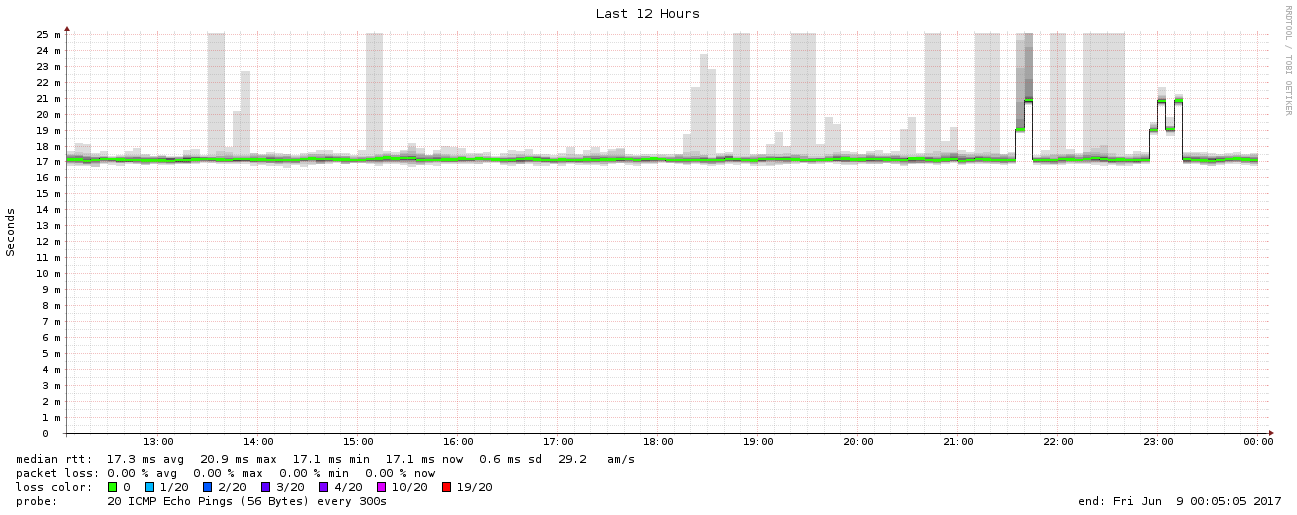 Last 12 Hours
RRDTOOL / TOBI OETIKER
Seconds
25 m
24 m
23 m
22 m
21 m
20 m
19 m
18 m
17 m
16 m
15 m
14 m
13 m
12 m
11 m
10 m
9 m
8 m
7 m
6 m
5 m
4 m
3 m
2 m
1 m
0
13:00 14:00 15:00 16:00 17:00 18:00 19:00 20:00 21:00 22:00 23:00 00:00
median rtt: 17.3 ms avg 20.9 ms max 17.1 ms min 17.1 ms now 0.6 ms sd 29.2 am/s
packet loss: 0.00 % avg 0.00 % max 0.00 % min 0.00 % now
loss color: 0 1/20 2/20 3/20 4/20 10/20 19/20
probe: 20 ICMP Echo Pings (56 Bytes) every 300s end: Fri Jun 9 00:05:05 2017